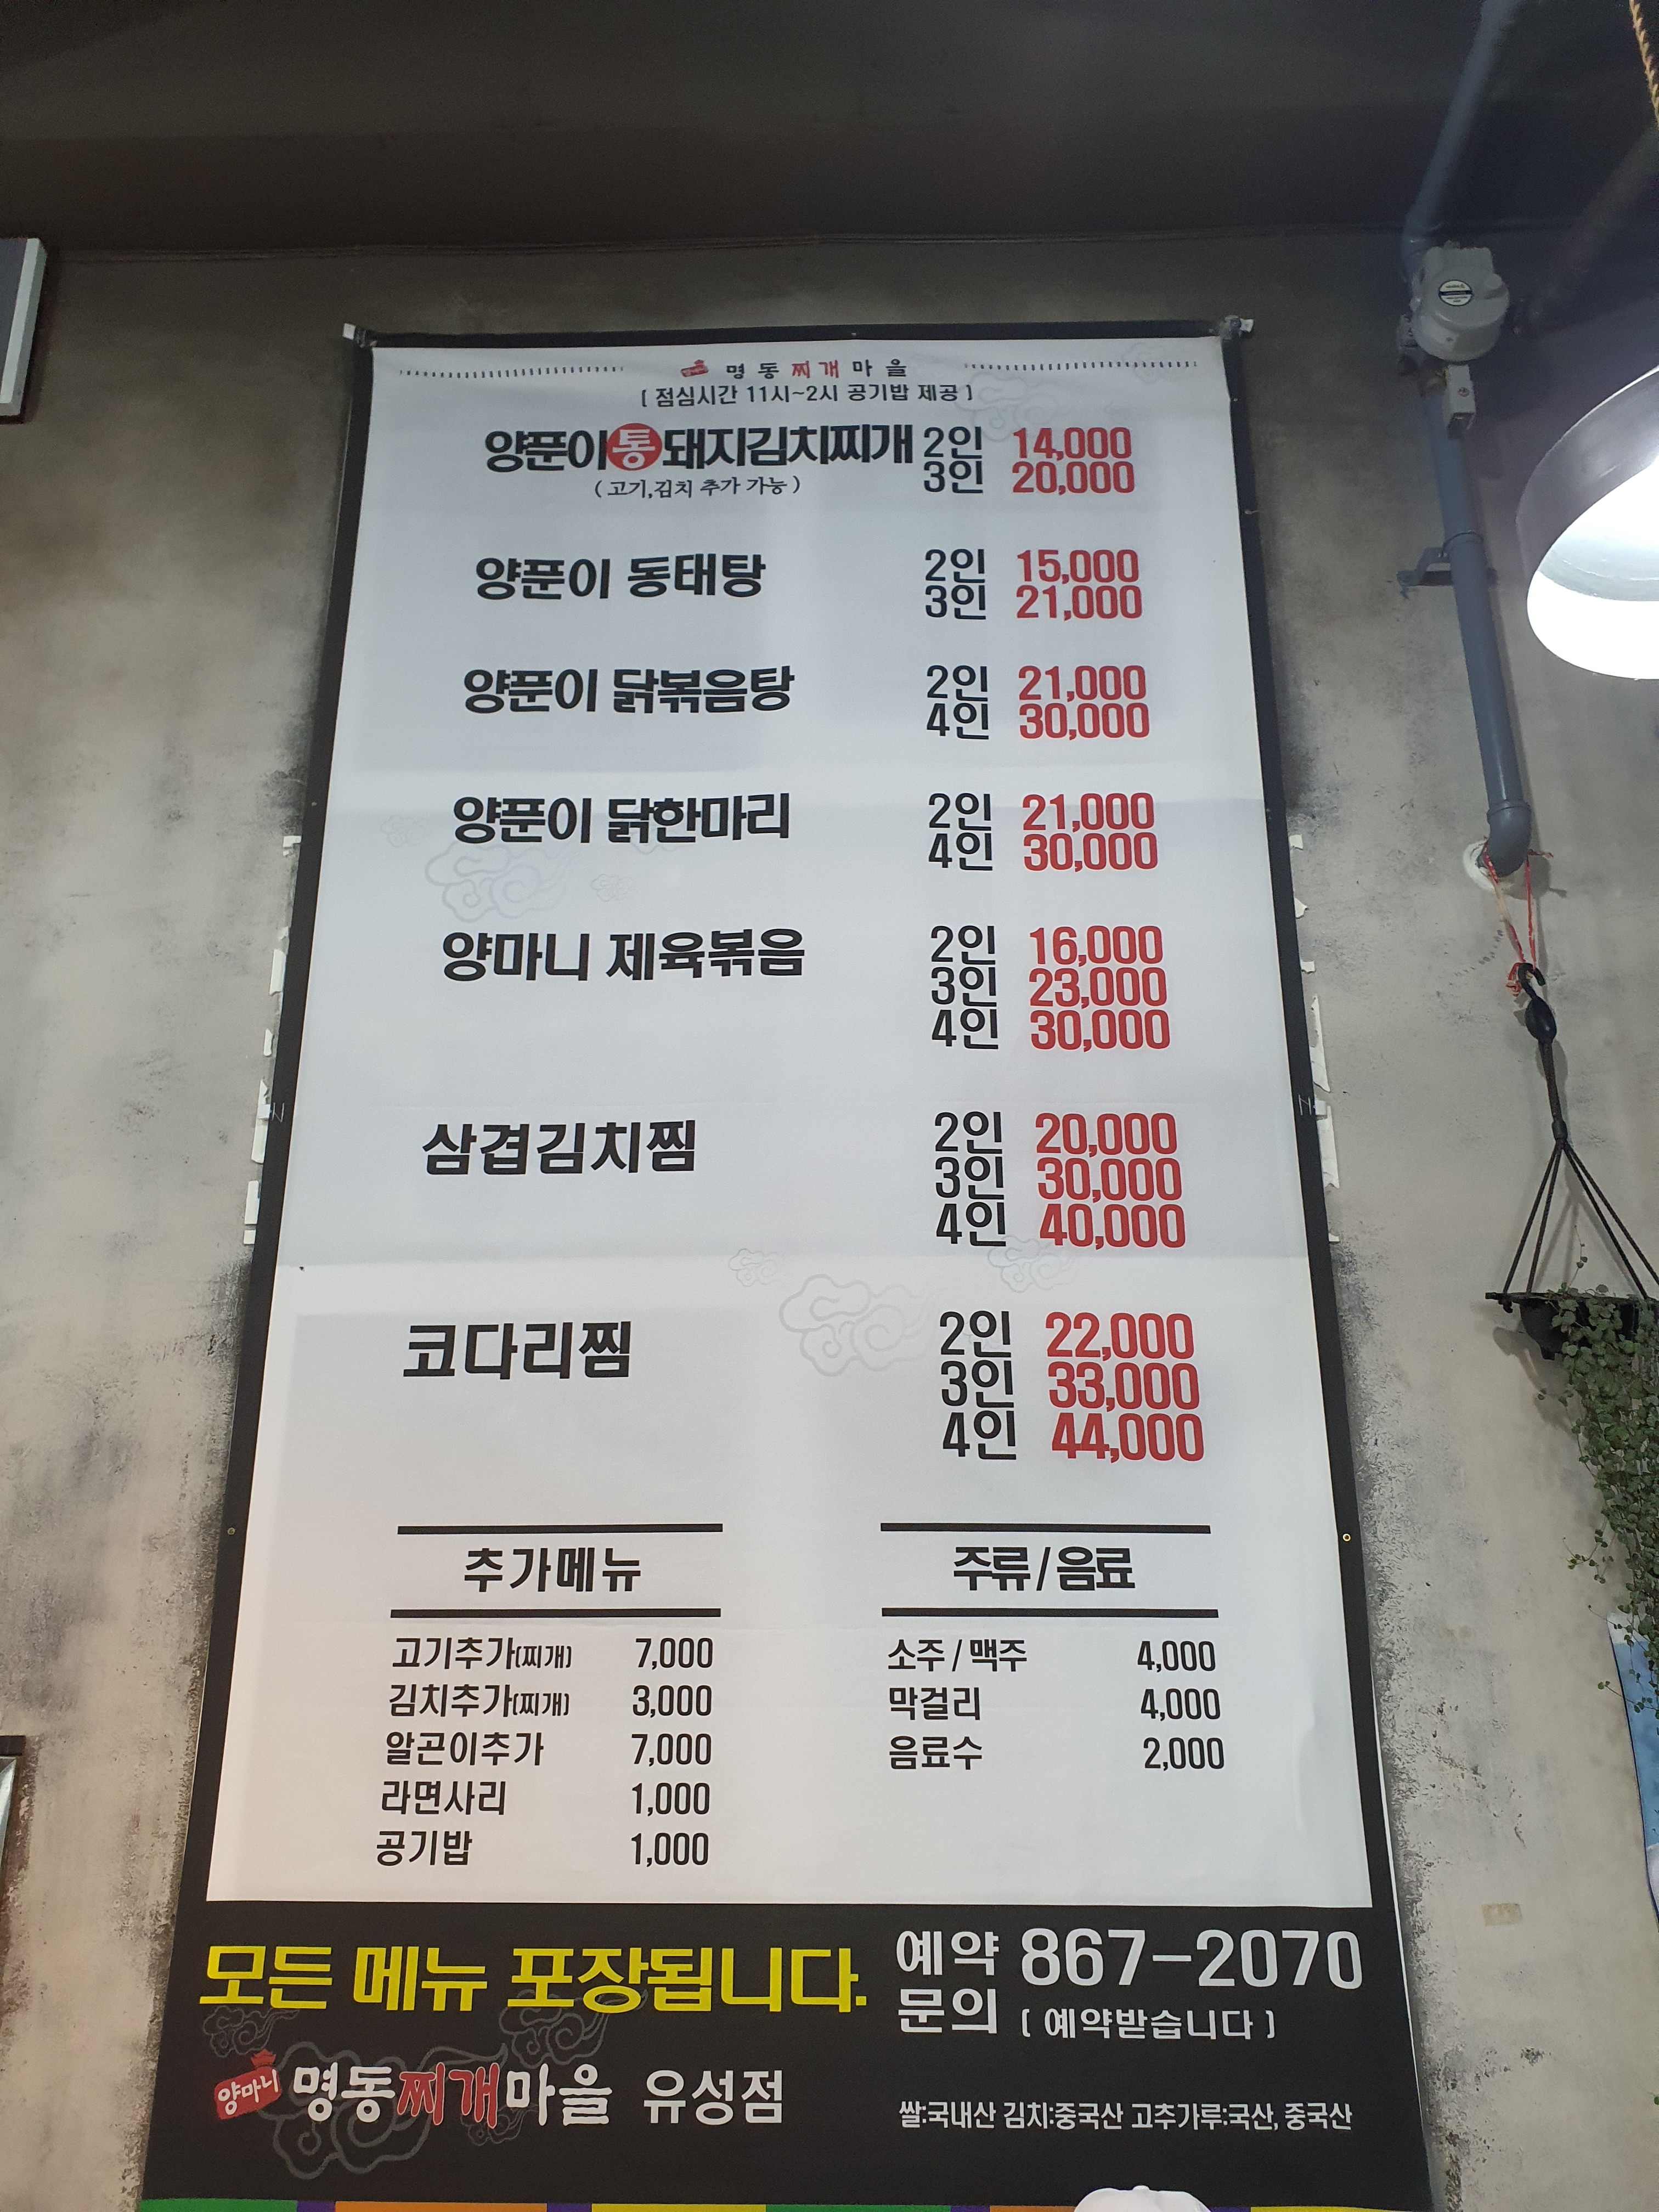 양마니 명동찌개마을
[ 점심시간 11시~2시 공기밥 제공 ]
양푼이통돼지김치찌개 2인 14,000
3인 20,000
( 고기,김치 추가 가능 )
양푼이 동태탕 2인 15,000
3인 21,000
양푼이 닭볶음탕 2인 21,000
4인 30,000
양푼이 닭한마리 2인 21,000
4인 30,000
양마니 제육볶음 2인 16,000
3인 23,000
4인 30,000
삼겹김치찜 2인 20,000
3인 30,000
4인 40,000
코다리찜 2인 22,000
3인 33,000
4인 44,000
추가메뉴
고기추가(찌개) 7,000
김치추가(찌개) 3,000
알곤이추가 7,000
라면사리 1,000
공기밥 1,000
주류/음료
소주 / 맥주 4,000
막걸리 4,000
음료수 2,000
모든 메뉴 포장됩니다.
예약 867-2070
문의 [ 예약받습니다 ]
양마니 명동찌개마을 유성점
쌀:국내산 김치:중국산 고추가루:국산, 중국산